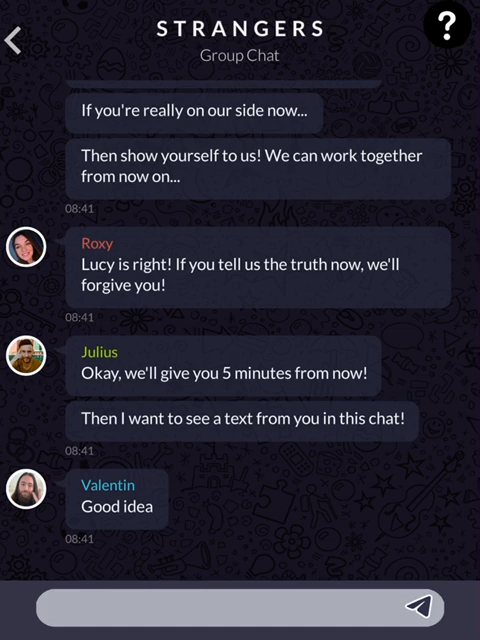 STRANGERS
Group Chat
?
If you're really on our side now...
Then show yourself to us! We can work together
from now on...
08:41
Roxy
Lucy is right! If you tell us the truth now, we'll
forgive you!
08:41
Julius
Okay, we'll give you 5 minutes from now!
Then I want to see a text from you in this chat!
08:41
Valentin
Good idea
08:41